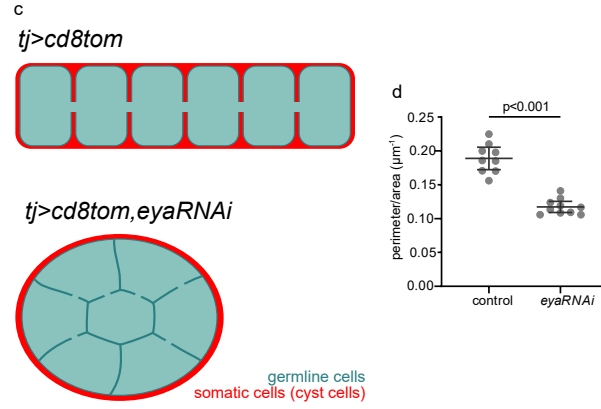 c
tj>cd8tom
tj>cd8tom,eyaRNAi
germline cells
somatic cells (cyst cells)
d
p<0.001
perimeter/area (μm⁻¹)
0.25
0.20
0.15
0.10
0.05
0.00
control
eyaRNAi